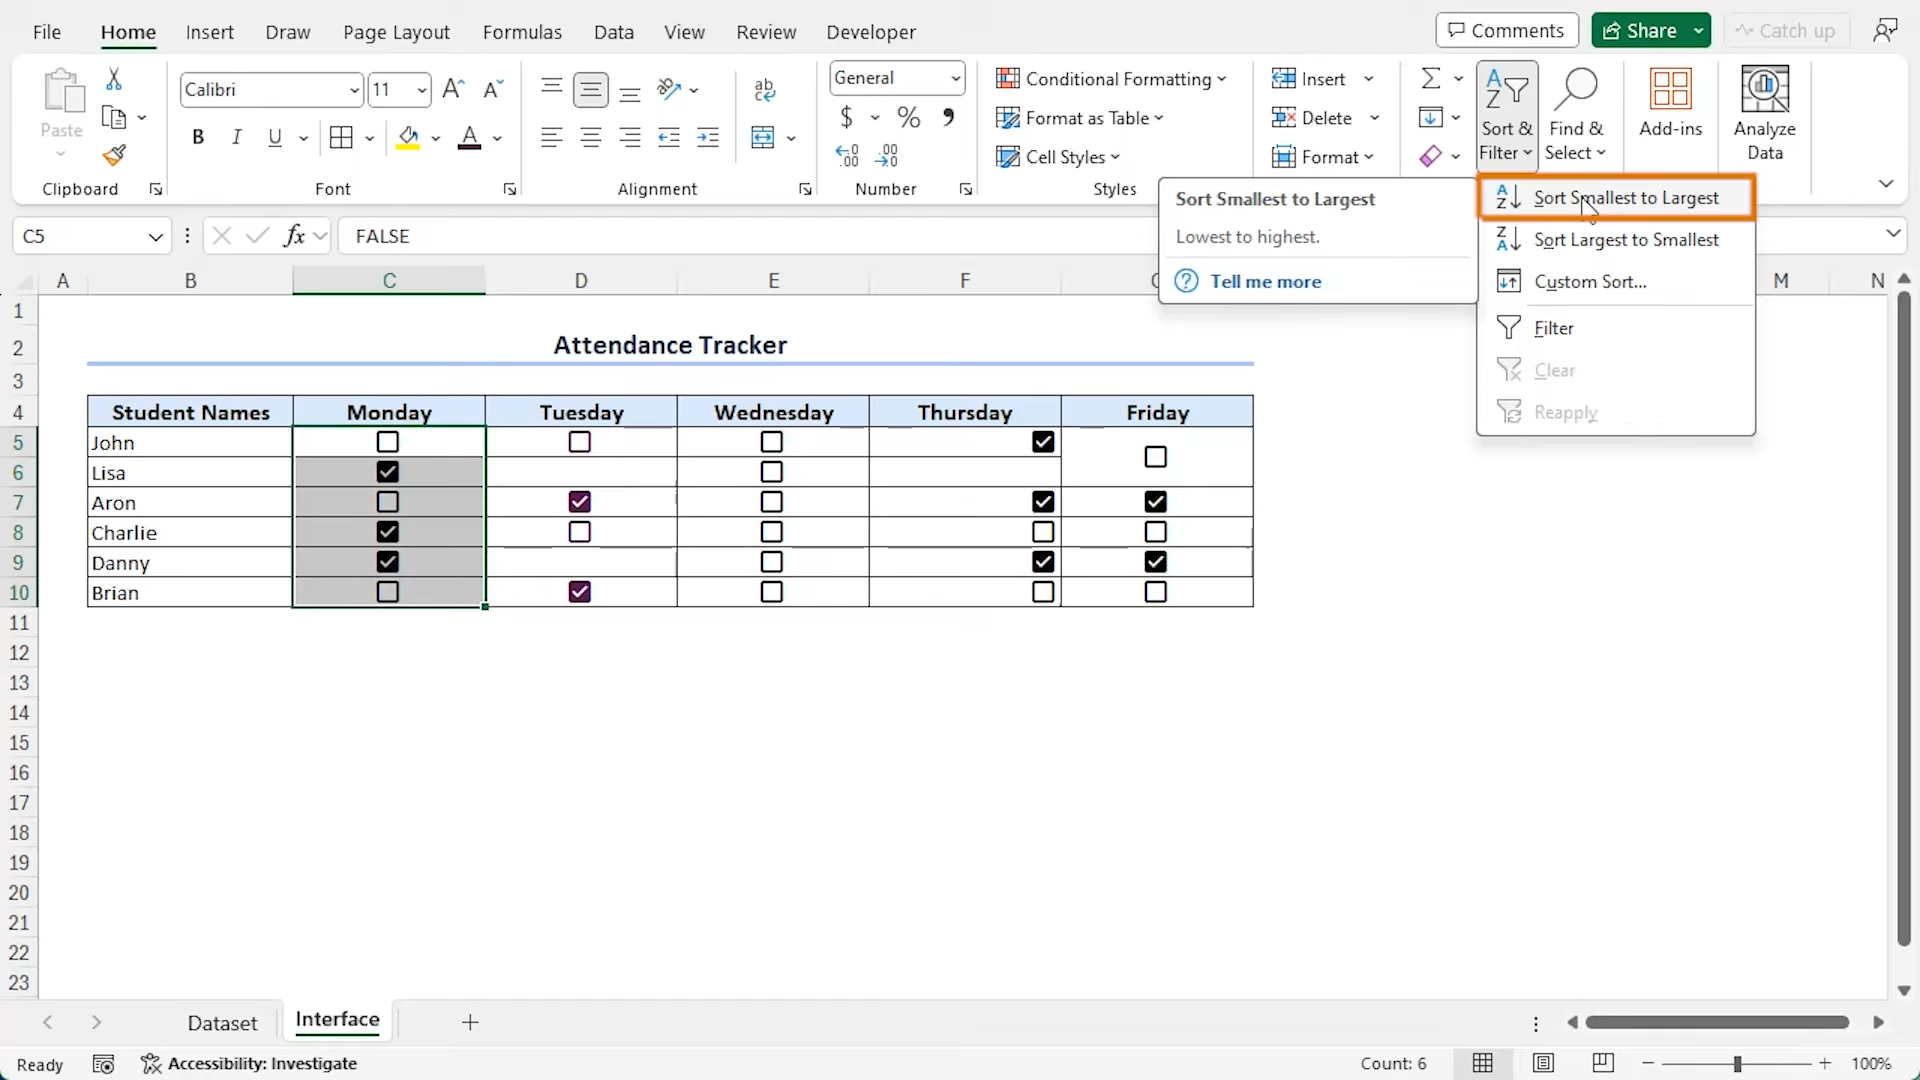 File Home Insert Draw Page Layout Formulas Data View Review Developer Comments Share Catch up
Paste
Clipboard
Calibri 11
B I U A
Font
ab
Alignment
General
$ % 9
Number
Conditional Formatting
Format as Table
Cell Styles
Styles
Insert
Delete
Format
Sort &
Filter
Find &
Select
Add-ins
Analyze
Data
Sort Smallest to Largest
Lowest to highest.
Tell me more
Sort Smallest to Largest
Sort Largest to Smallest
Custom Sort...
Filter
Clear
Reapply
C5 fx FALSE
A B C D E F M N
1
2 Attendance Tracker
3
4 Student Names Monday Tuesday Wednesday Thursday Friday
5 John
6 Lisa
7 Aron
8 Charlie
9 Danny
10 Brian
11
12
13
14
15
16
17
18
19
20
21
22
23
Dataset Interface
Ready Accessibility: Investigate Count: 6 100%